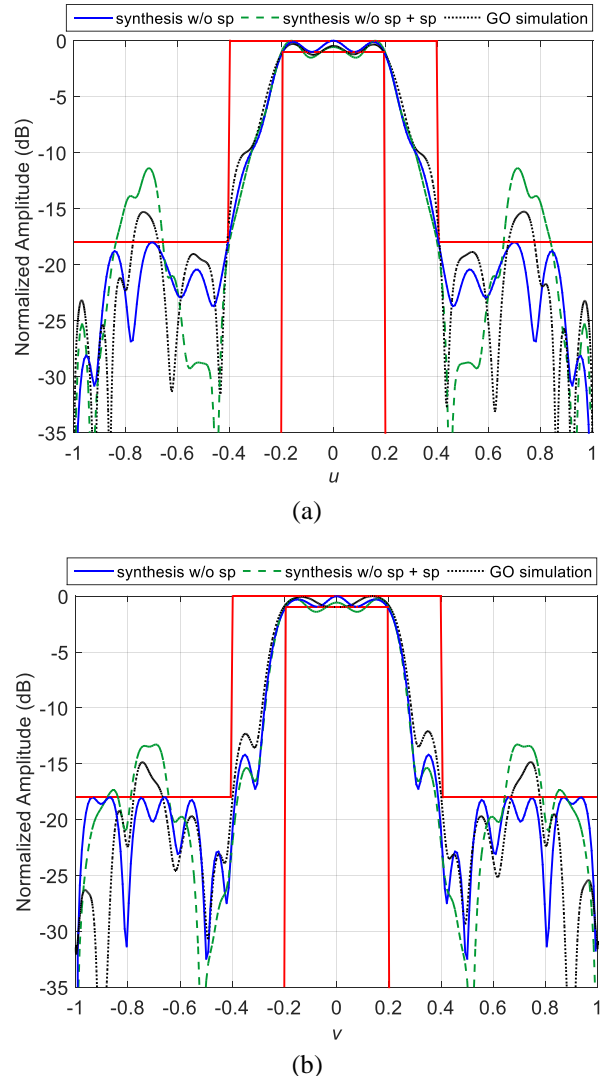 synthesis w/o sp synthesis w/o sp + sp GO simulation
0
-5
-10
-15
-20
-25
-30
-35
Normalized Amplitude (dB)
-1 -0.8 -0.6 -0.4 -0.2 0 0.2 0.4 0.6 0.8 1
u
(a)
synthesis w/o sp synthesis w/o sp + sp GO simulation
0
-5
-10
-15
-20
-25
-30
-35
Normalized Amplitude (dB)
-1 -0.8 -0.6 -0.4 -0.2 0 0.2 0.4 0.6 0.8 1
v
(b)